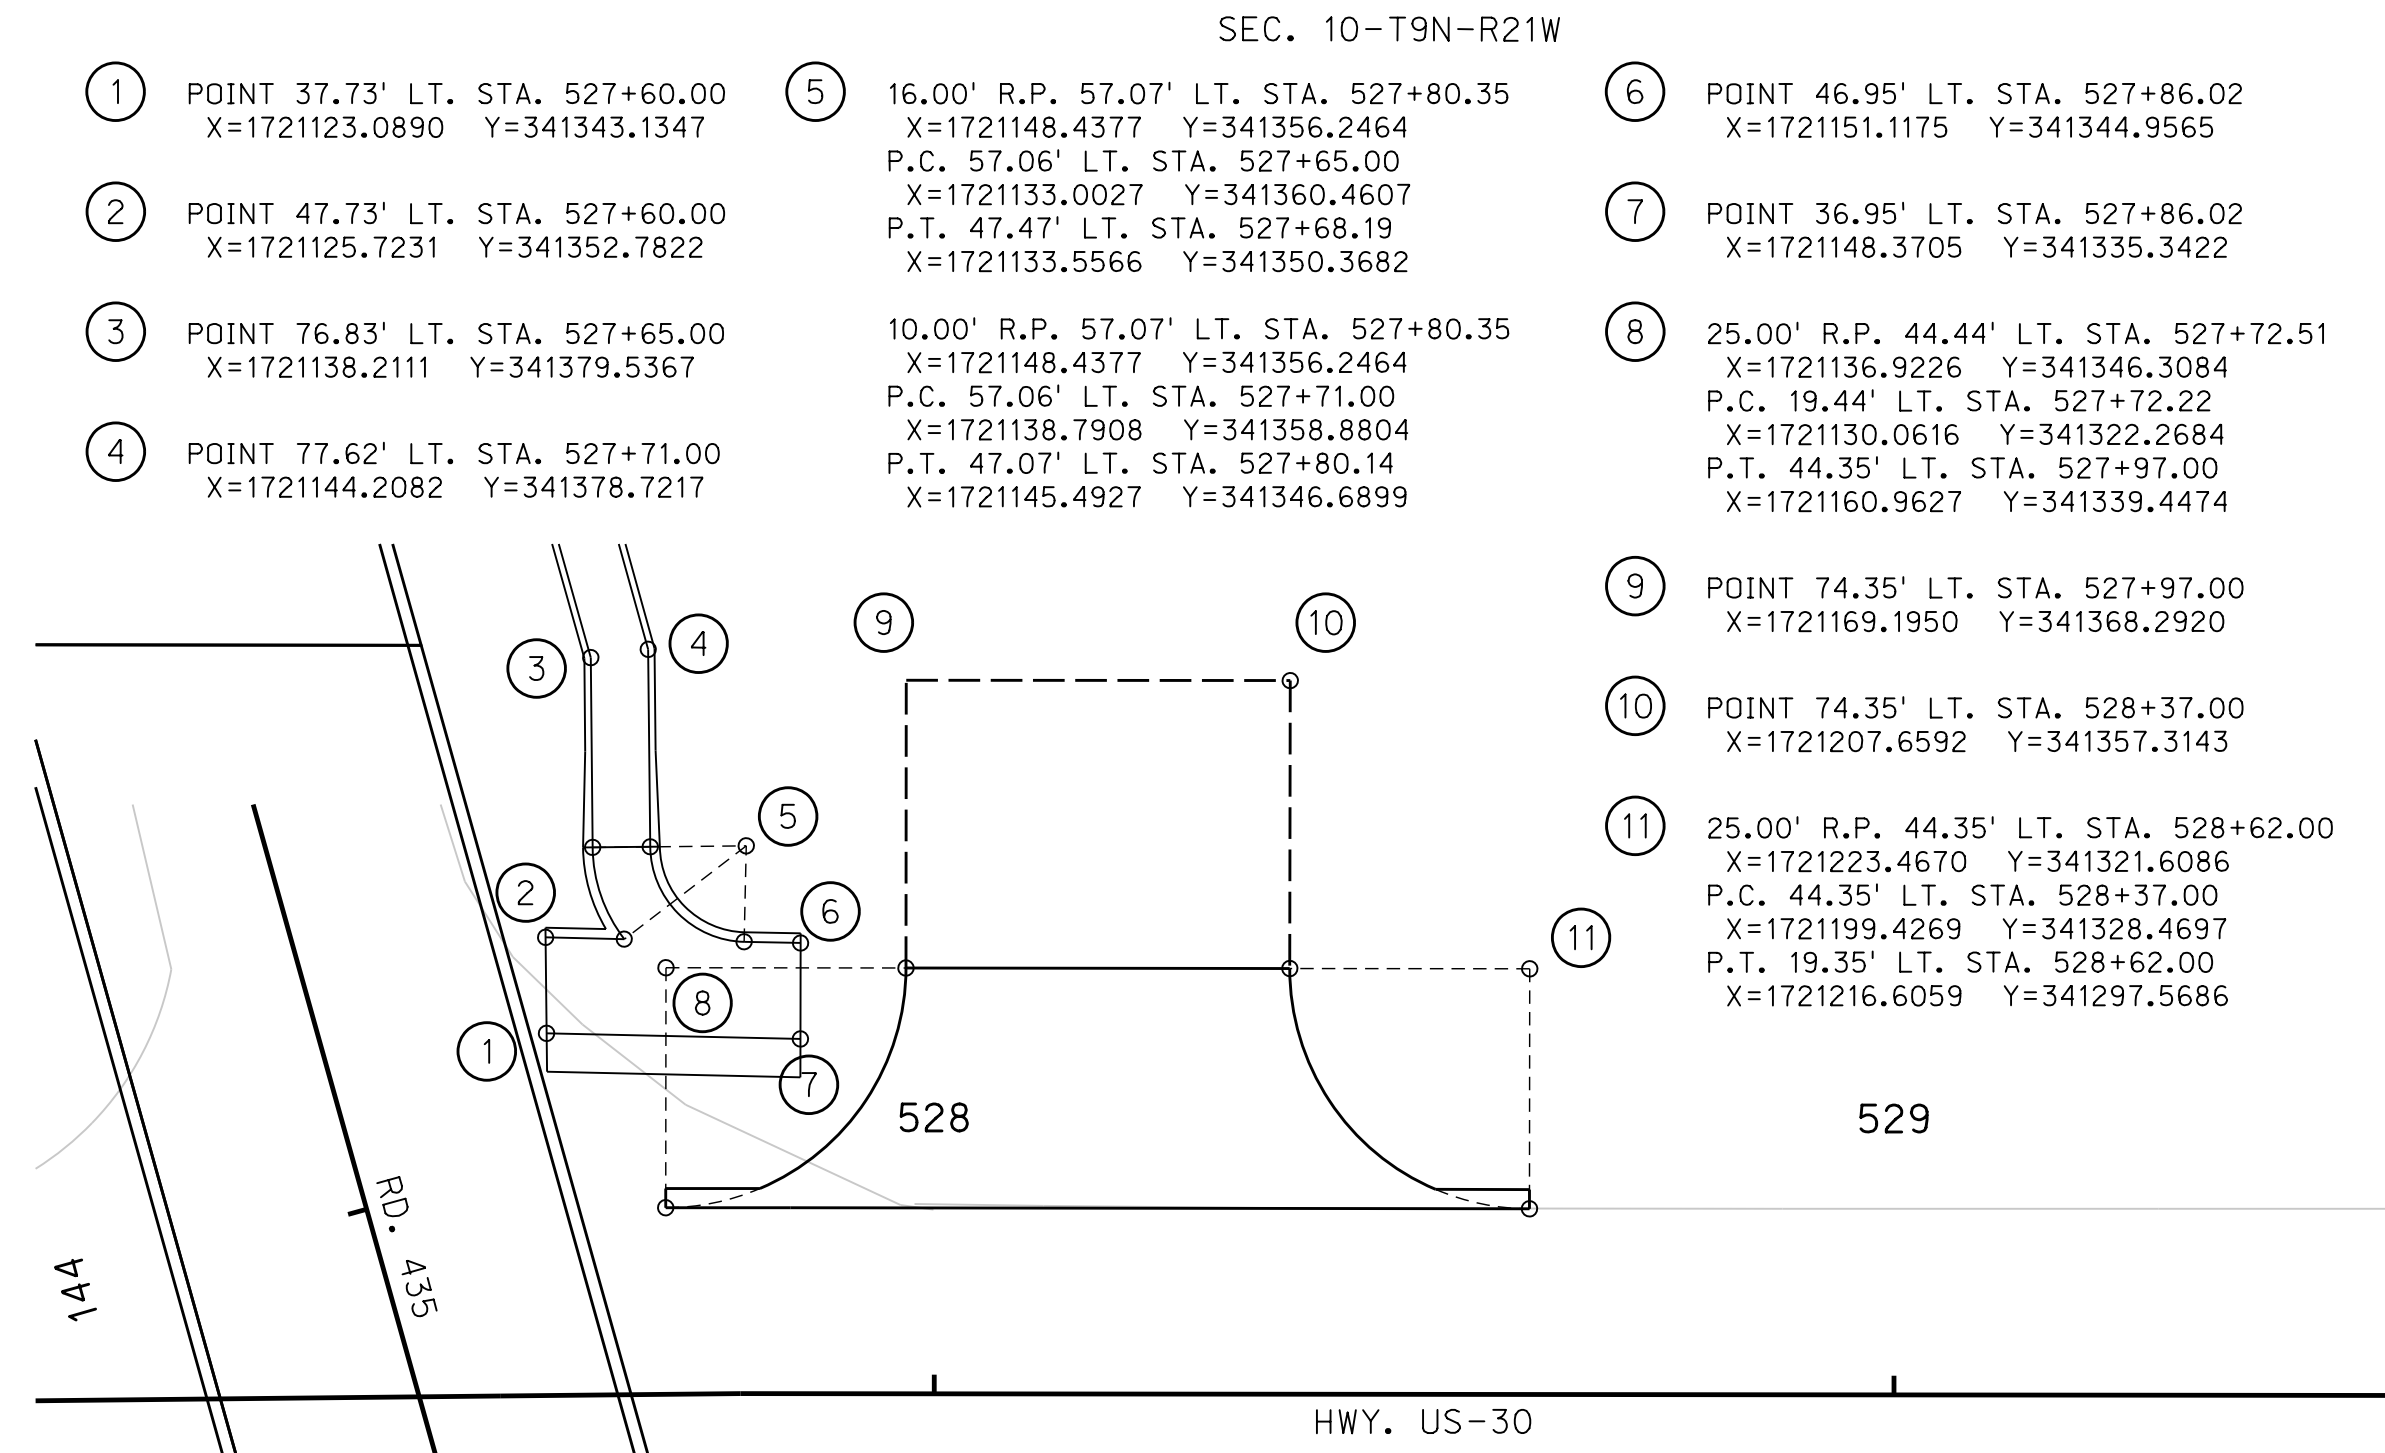 SEC. 10-T9N-R21W
1
POINT 37.73' LT. STA. 527+60.00
X=1721123.0890 Y=341343.1347
2
POINT 47.73' LT. STA. 527+60.00
X=1721125.7231 Y=341352.7822
3
POINT 76.83' LT. STA. 527+65.00
X=1721138.2111 Y=341379.5367
4
POINT 77.62' LT. STA. 527+71.00
X=1721144.2082 Y=341378.7217
5
16.00' R.P. 57.07' LT. STA. 527+80.35
X=1721148.4377 Y=341356.2464
P.C. 57.06' LT. STA. 527+65.00
X=1721133.0027 Y=341360.4607
P.T. 47.47' LT. STA. 527+68.19
X=1721133.5566 Y=341350.3682
10.00' R.P. 57.07' LT. STA. 527+80.35
X=1721148.4377 Y=341356.2464
P.C. 57.06' LT. STA. 527+71.00
X=1721138.7908 Y=341358.8804
P.T. 47.07' LT. STA. 527+80.14
X=1721145.4927 Y=341346.6899
6
POINT 46.95' LT. STA. 527+86.02
X=1721151.1175 Y=341344.9565
7
POINT 36.95' LT. STA. 527+86.02
X=1721148.3705 Y=341335.3422
8
25.00' R.P. 44.44' LT. STA. 527+72.51
X=1721136.9226 Y=341346.3084
P.C. 19.44' LT. STA. 527+72.22
X=1721130.0616 Y=341322.2684
P.T. 44.35' LT. STA. 527+97.00
X=1721160.9627 Y=341339.4474
9
POINT 74.35' LT. STA. 527+97.00
X=1721169.1950 Y=341368.2920
10
POINT 74.35' LT. STA. 528+37.00
X=1721207.6592 Y=341357.3143
11
25.00' R.P. 44.35' LT. STA. 528+62.00
X=1721223.4670 Y=341321.6086
P.C. 44.35' LT. STA. 528+37.00
X=1721199.4269 Y=341328.4697
P.T. 19.35' LT. STA. 528+62.00
X=1721216.6059 Y=341297.5686
9
10
3
4
5
2
6
11
8
1
7
528
529
RD. 435
144
HWY. US-30